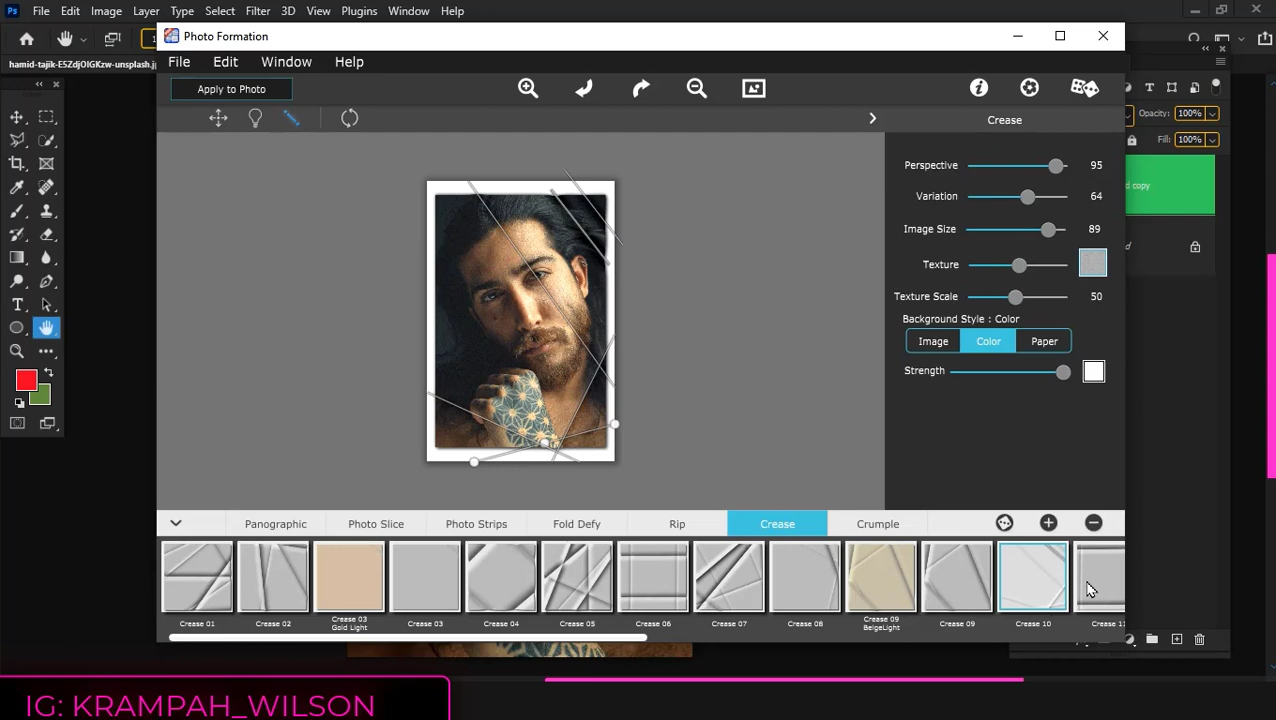 Ps File Edit Image Layer Type Select Filter 3D View Plugins Window Help
Photo Formation
hamid-tajik-E5ZdjOIGKzw-unsplash.j
File Edit Window Help
Apply to Photo
Opacity: 100%
Fill: 100%
Crease
Perspective 95
Variation 64
d copy
Image Size 89
d
Texture
Texture Scale 50
Background Style : Color
Image Color Paper
Strength
Panographic Photo Slice Photo Strips Fold Defy Rip Crease Crumple
Crease 01
Crease 02
Crease 03
Gold Light
Crease 03
Crease 04
Crease 05
Crease 06
Crease 07
Crease 08
Crease 09
BeigeLight
Crease 09
Crease 10
Crease 11
IG: KRAMPAH_WILSON